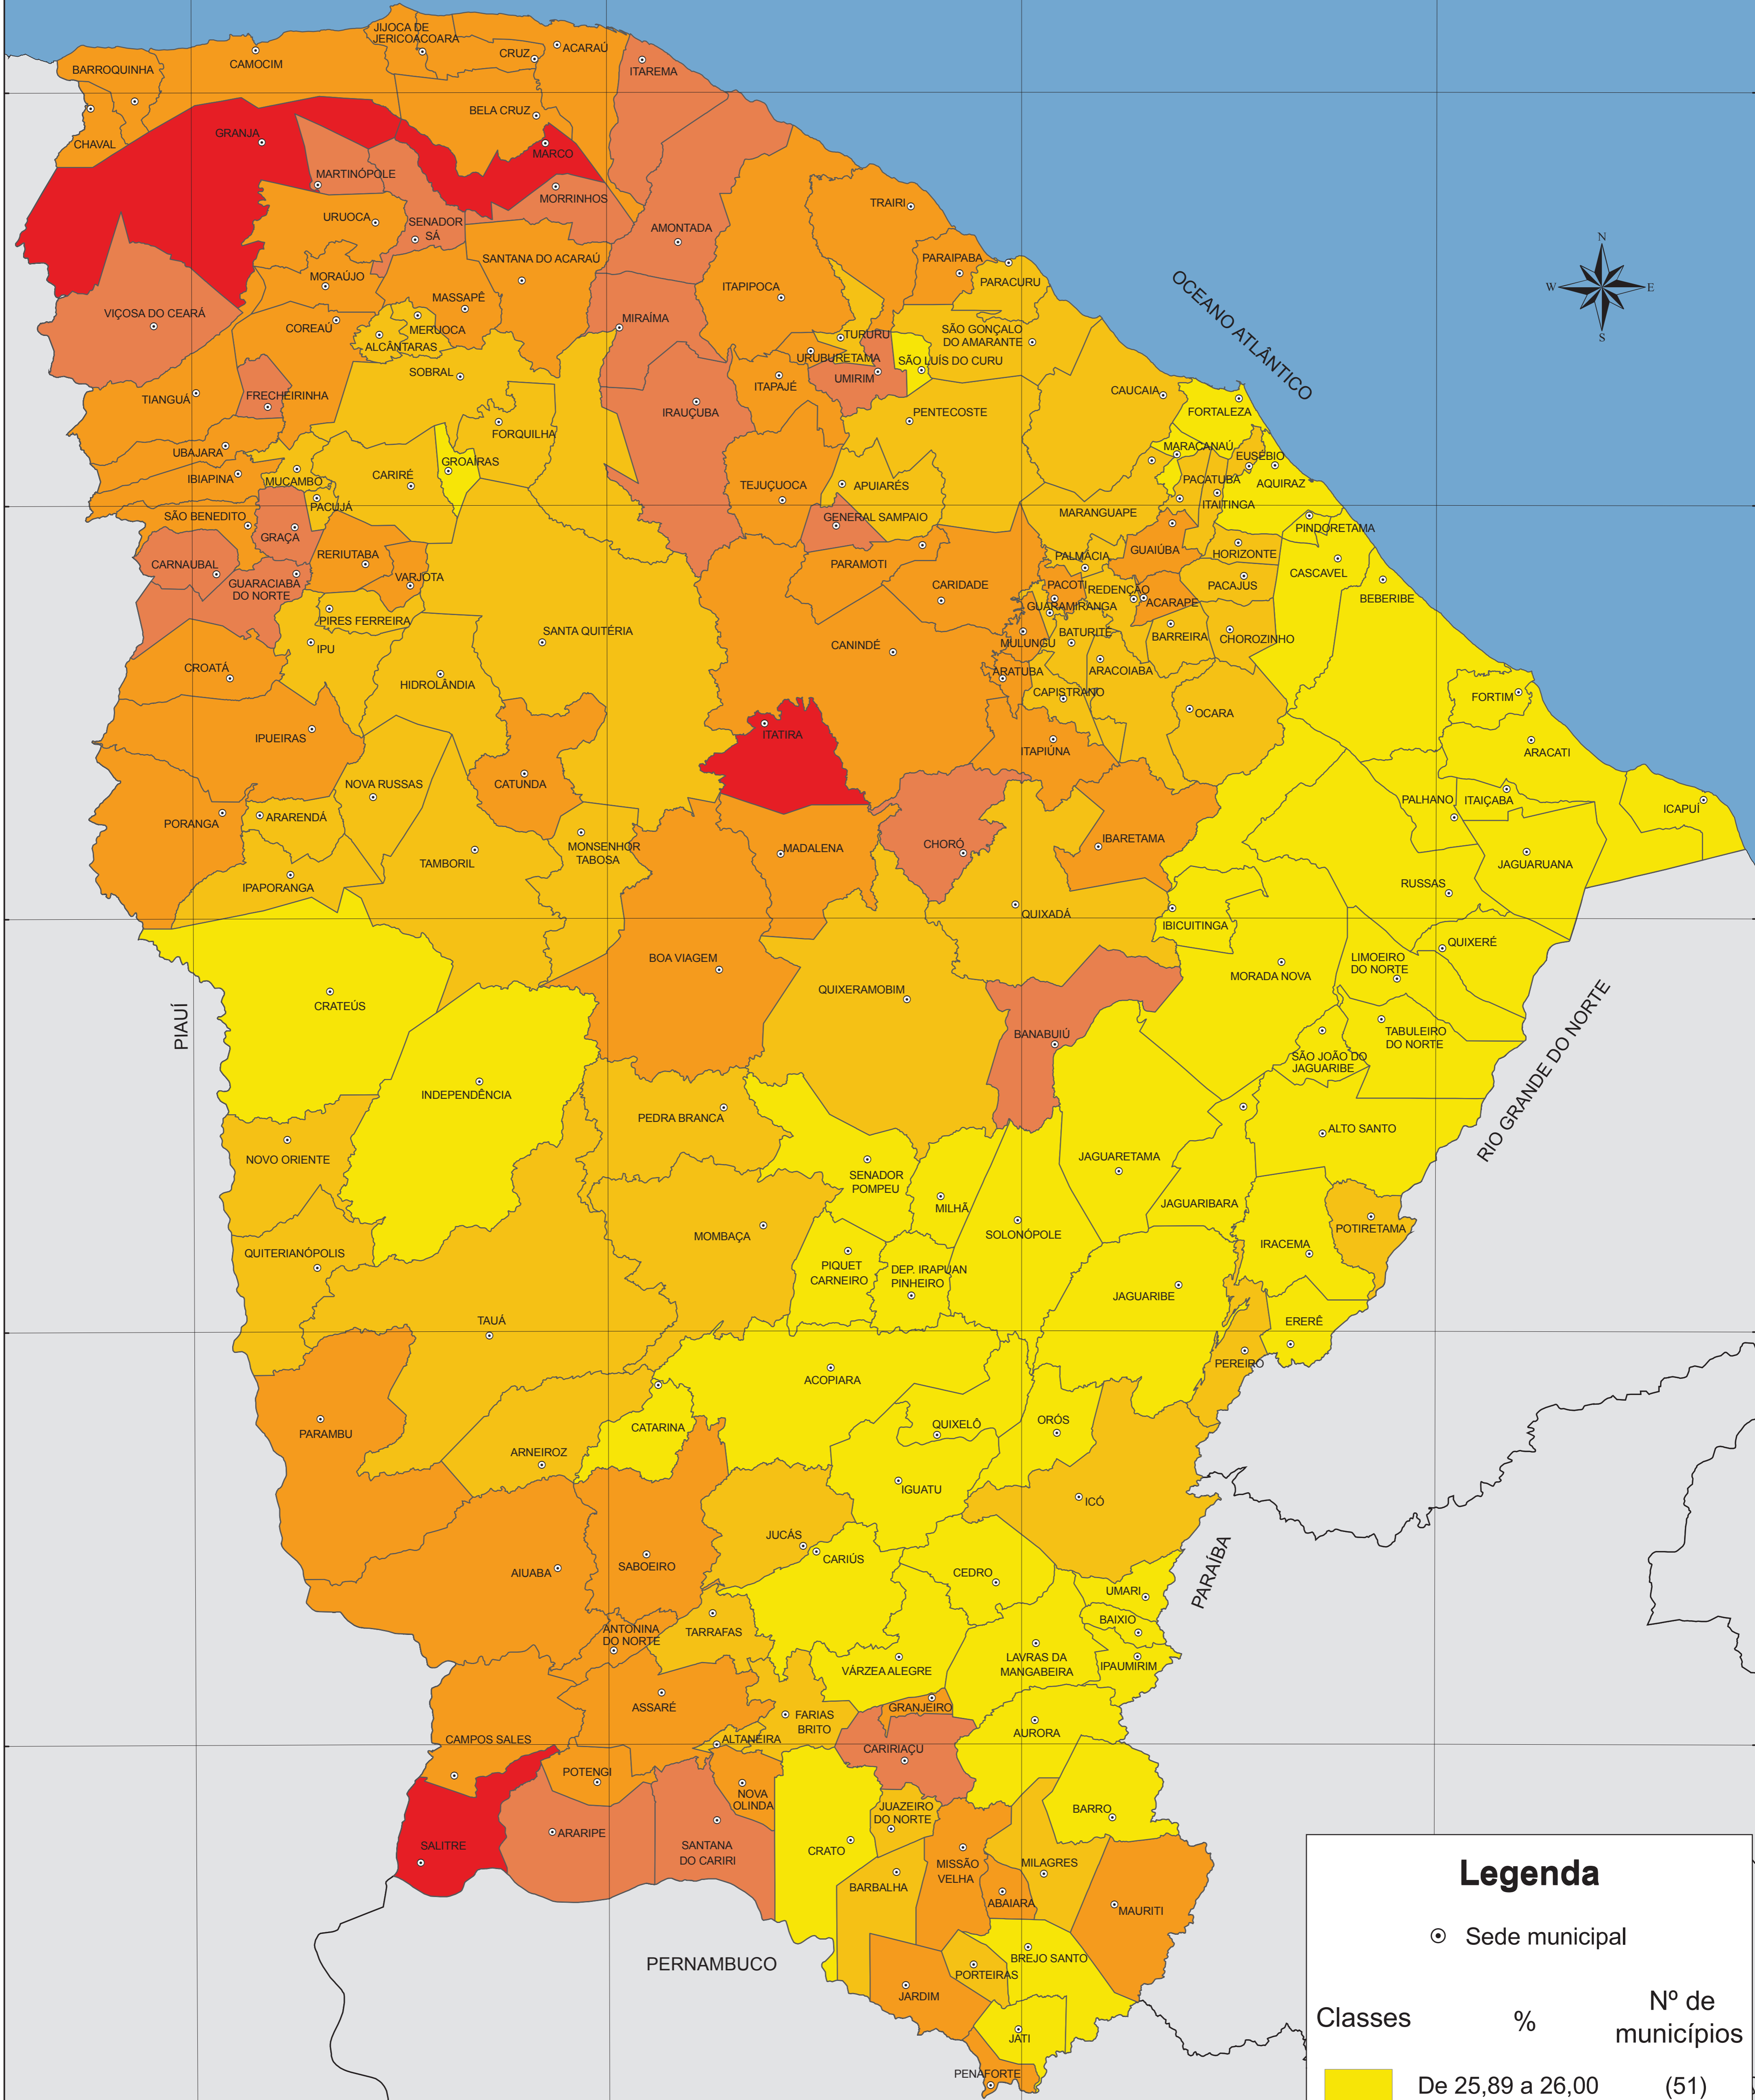 JIJOCA DE
JERICOACOARA
CRUZ
ACARAÚ
BARROQUINHA
CAMOCIM
ITAREMA
BELA CRUZ
CHAVAL
GRANJA
MARCO
MARTINÓPOLE
MORRINHOS
URUOCA
SENADOR
SÁ
AMONTADA
TRAIRI
N
W
E
S
SANTANA DO ACARAÚ
PARAIPABA
MORAÚJO
ITAPIPOCA
PARACURU
OCEANO ATLÂNTICO
MASSAPÊ
VIÇOSA DO CEARÁ
MIRAÍMA
COREAÚ
MERUOCA
ALCÂNTARAS
TURURU
SÃO GONÇALO
DO AMARANTE
URUBURETAMA
SÃO LUÍS DO CURU
SOBRAL
UMIRIM
ITAPAJÉ
TIANGUÁ
FRECHEIRINHA
CAUCAIA
IRAUÇUBA
PENTECOSTE
FORTALEZA
FORQUILHA
UBAJARA
MARACANAÚ
EUSÉBIO
GROAÍRAS
IBIAPINA
MUCAMBO
CARIRÉ
TEJUÇUOCA
APUIARÉS
PACATUBA
AQUIRAZ
PACUJÁ
ITAITINGA
SÃO BENEDITO
MARANGUAPE
GENERAL SAMPAIO
PINDORETAMA
GRAÇA
RERIUTABA
GUAIÚBA
HORIZONTE
CARNAUBAL
PARAMOTI
PALMÁCIA
CASCAVEL
VARJOTA
GUARACIABA
DO NORTE
CARIDADE
PACOTI
REDENÇÃO
PACAJUS
BEBERIBE
GUARAMIRANGA
ACARAPE
PIRES FERREIRA
SANTA QUITÉRIA
BATURITÉ
BARREIRA
CHOROZINHO
IPU
CANINDÉ
MULUNGU
CROATÁ
ARATUBA
ARACOIABA
HIDROLÂNDIA
CAPISTRANO
FORTIM
OCARA
IPUEIRAS
ITATIRA
ITAPIÚNA
ARACATI
NOVA RUSSAS
CATUNDA
PALHANO
ITAIÇABA
ICAPUÍ
PORANGA
ARARENDÁ
MONSENHOR
TABOSA
MADALENA
CHORÓ
IBARETAMA
TAMBORIL
JAGUARUANA
IPAPORANGA
RUSSAS
QUIXADÁ
IBICUITINGA
QUIXERÉ
BOA VIAGEM
LIMOEIRO
DO NORTE
MORADA NOVA
QUIXERAMOBIM
CRATEÚS
PIAUÍ
BANABUIÚ
TABULEIRO
DO NORTE
RIO GRANDE DO NORTE
SÃO JOÃO DO
JAGUARIBE
INDEPENDÊNCIA
PEDRA BRANCA
ALTO SANTO
NOVO ORIENTE
JAGUARETAMA
SENADOR
POMPEU
MILHÃ
JAGUARIBARA
POTIRETAMA
MOMBAÇA
SOLONÓPOLE
IRACEMA
QUITERIANÓPOLIS
PIQUET
CARNEIRO
DEP. IRAPUAN
PINHEIRO
JAGUARIBE
TAUÁ
ERERÊ
PEREIRO
ACOPIARA
PARAMBU
CATARINA
QUIXELÔ
ORÓS
ARNEIROZ
IGUATU
ICÓ
JUCÁS
CARIÚS
SABOEIRO
AIUABA
CEDRO
PARAÍBA
UMARI
BAIXIO
ANTONINA
DO NORTE
TARRAFAS
LAVRAS DA
MANGABEIRA
IPAUMIRIM
VÁRZEA ALEGRE
ASSARÉ
GRANJEIRO
FARIAS
BRITO
AURORA
CAMPOS SALES
ALTANEIRA
CARIRIAÇU
POTENGI
NOVA
OLINDA
JUAZEIRO
DO NORTE
BARRO
SALITRE
ARARIPE
SANTANA
DO CARIRI
CRATO
MISSÃO
VELHA
MILAGRES
BARBALHA
ABAIARA
MAURITI
PERNAMBUCO
BREJO SANTO
PORTEIRAS
JARDIM
JATI
PENAFORTE
Legenda
Sede municipal
Classes
%
Nº de
municípios
De 25,89 a 26,00
(51)